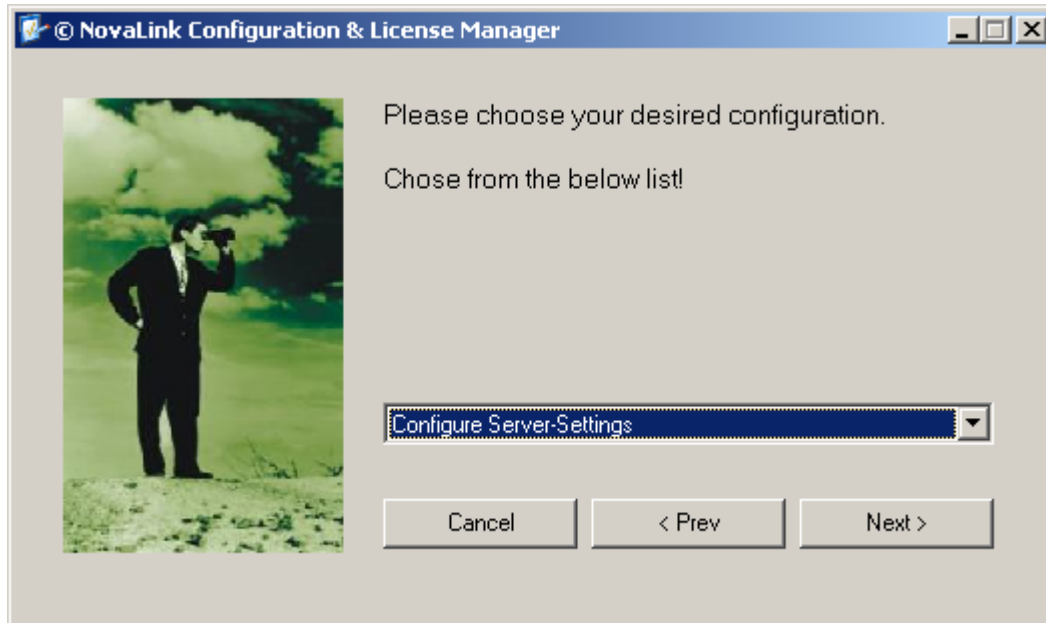 © NovaLink Configuration & License Manager
Please choose your desired configuration.
Chose from the below list!
Configure Server-Settings
Cancel
< Prev
Next >